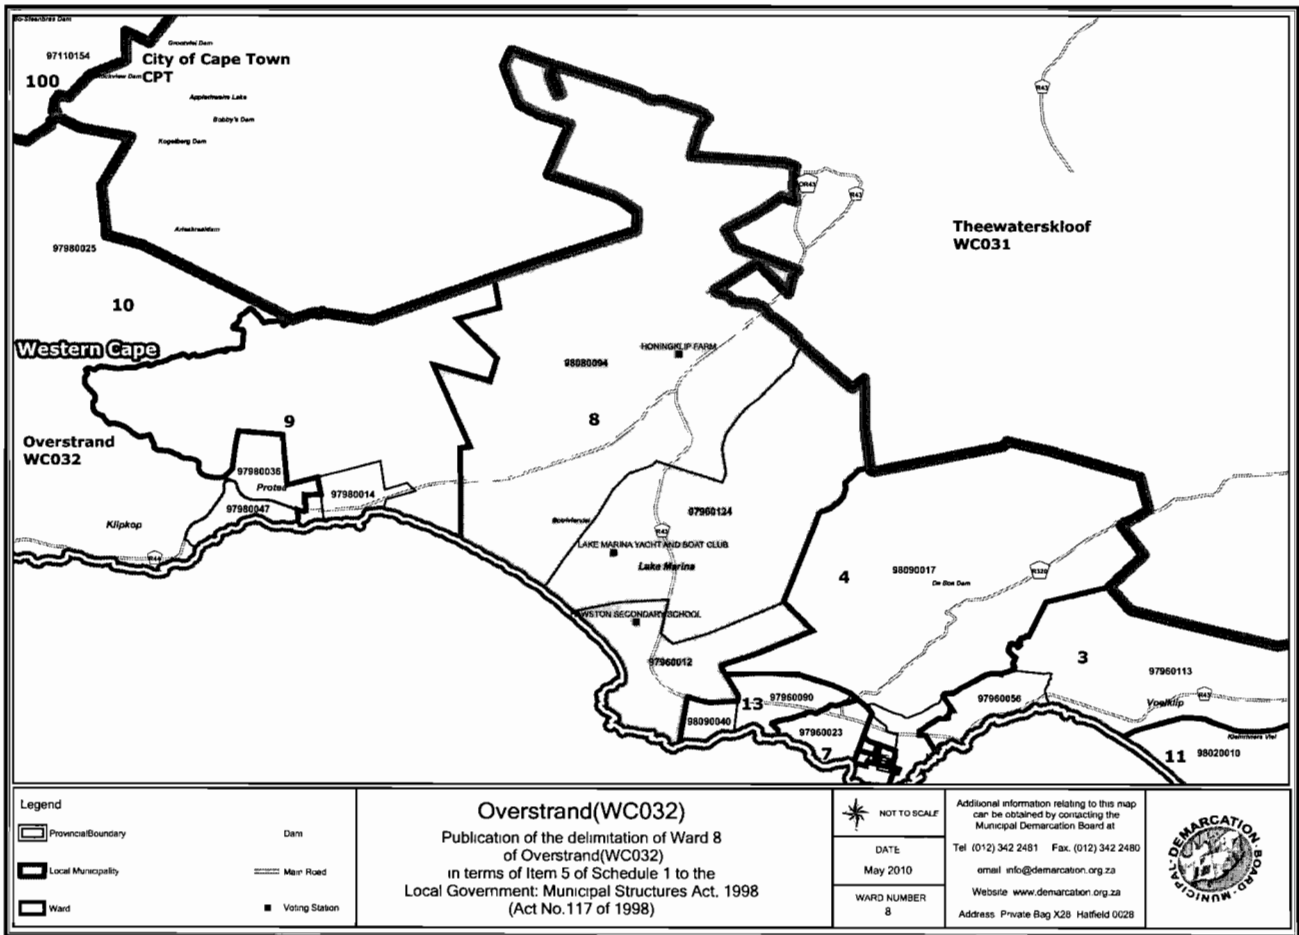 97110154
100
City of Cape Town
CPT
Grootvlei Dam
Applethwaite Lake
Bobby's Dam
Kogelberg Dam
97980025
10
Western Cape
Overstrand
WC032
Klipkop
R44
9
97980036
Protea
97980047
97980014
OR43
R43
R43
Theewaterskloof
WC031
HONINGKLIP FARM
98080094
8
97960124
R43
LAKE MARINA YACHT AND BOAT CLUB
Lake Marina
SECONDARY SCHOOL
97960012
4
98090017
De Bos Dam
R320
3
97960113
97960056
Voelklip
R43
13
97960090
98090040
97960023
7
11
98020010
Legend
ProvincialBoundary
Dam
Local Municipality
Main Road
Ward
Voting Station
Overstrand(WC032)
Publication of the delimitation of Ward 8
of Overstrand(WC032)
in terms of Item 5 of Schedule 1 to the
Local Government: Municipal Structures Act. 1998
(Act No.117 of 1998)
NOT TO SCALE
DATE
May 2010
WARD NUMBER
8
Additional information relating to this map
can be obtained by contacting the
Municipal Demarcation Board at
Tel (012) 342 2481 Fax. (012) 342 2480
email info@demarcation.org.za
Website www.demarcation.org.za
Address Private Bag X28 Hatfield 0028
MUNICIPAL DEMARCATION BOARD